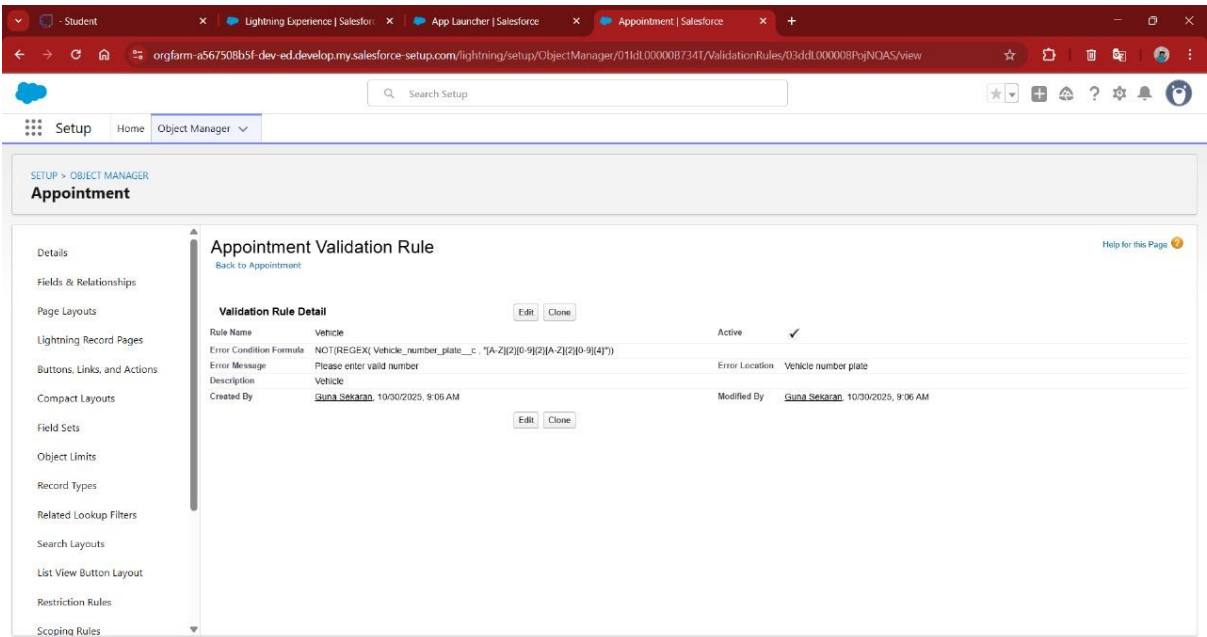 - Student
Lightning Experience | Salesforc
App Launcher | Salesforce
Appointment | Salesforce
orgfarm-a567508b5f-dev-ed.develop.my.salesforce-setup.com/lightning/setup/ObjectManager/01IdL000008734T/ValidationRules/03ddL000008PojNQAS/view
Search Setup
Setup Home Object Manager
SETUP > OBJECT MANAGER
Appointment
Details
Fields & Relationships
Page Layouts
Lightning Record Pages
Buttons, Links, and Actions
Compact Layouts
Field Sets
Object Limits
Record Types
Related Lookup Filters
Search Layouts
List View Button Layout
Restriction Rules
Scoping Rules
Appointment Validation Rule
Back to Appointment
Help for this Page
Validation Rule Detail Edit Clone
Rule Name Vehicle Active
Error Condition Formula NOT(REGEX( Vehicle_number_plate__c , "[A-Z]{2}[0-9]{2}[A-Z]{2}[0-9]{4}"))
Error Message Please enter valid number Error Location Vehicle number plate
Description Vehicle
Created By Guna Sekaran, 10/30/2025, 9:06 AM Modified By Guna Sekaran, 10/30/2025, 9:06 AM
Edit Clone